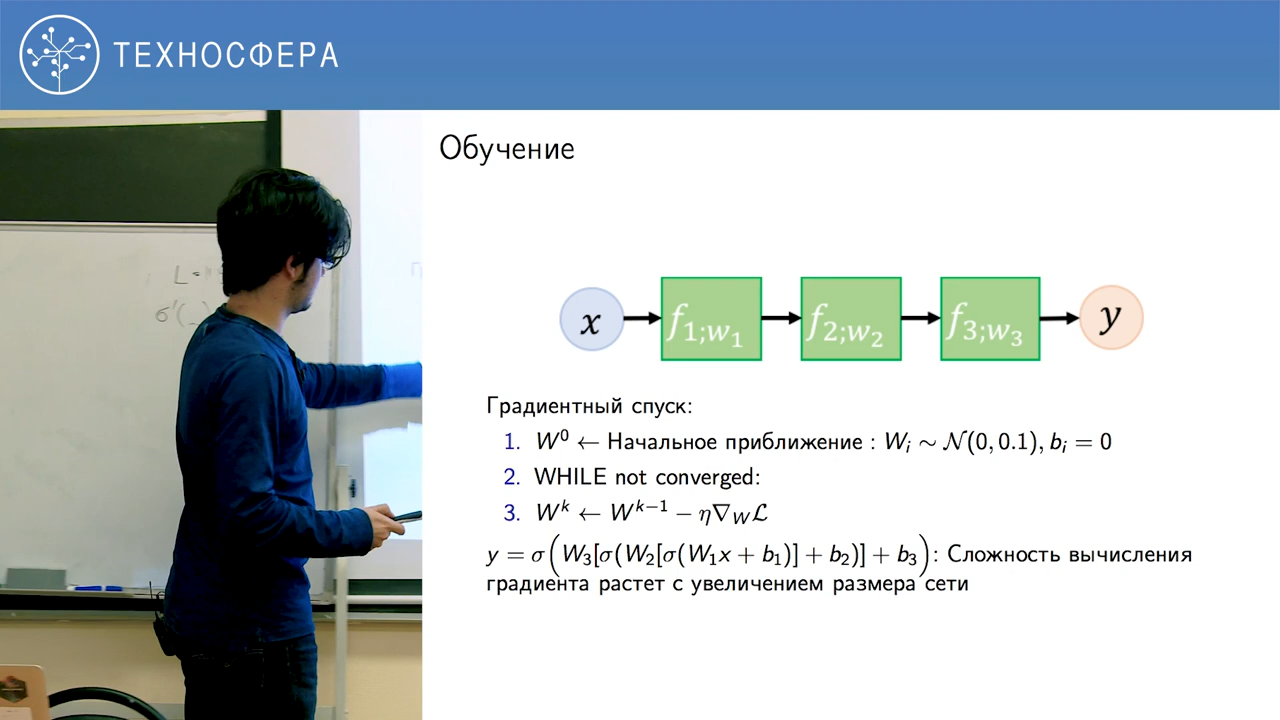 ТЕХНОСФЕРА
Обучение
x
f1;w1
f2;w2
f3;w3
y
Градиентный спуск:
1. W⁰ ← Начальное приближение : Wᵢ ∼ 𝒩(0, 0.1), bᵢ = 0
2. WHILE not converged:
3. Wᵏ ← Wᵏ⁻¹ − η∇_W ℒ
y = σ(W₃[σ(W₂[σ(W₁x + b₁)] + b₂)] + b₃): Сложность вычисления
градиента растет с увеличением размера сети